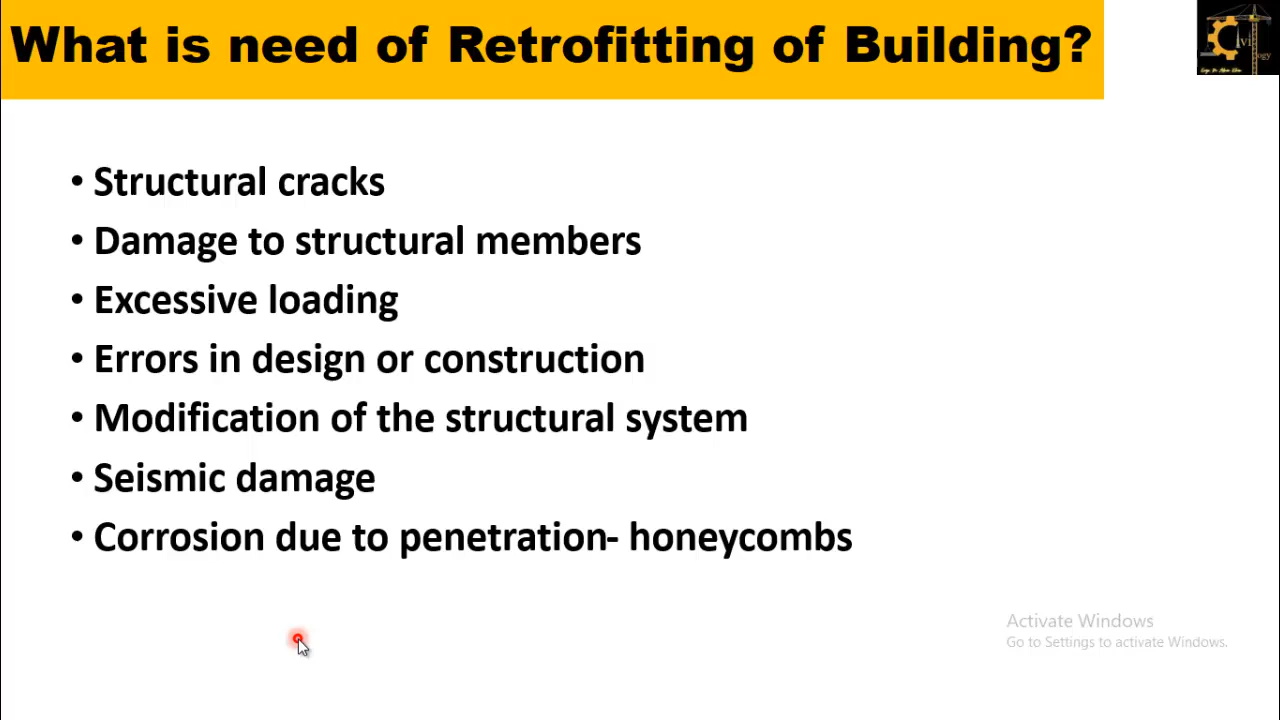 What is need of Retrofitting of Building?
• Structural cracks
• Damage to structural members
• Excessive loading
• Errors in design or construction
• Modification of the structural system
• Seismic damage
• Corrosion due to penetration- honeycombs
Activate Windows
Go to Settings to activate Windows.